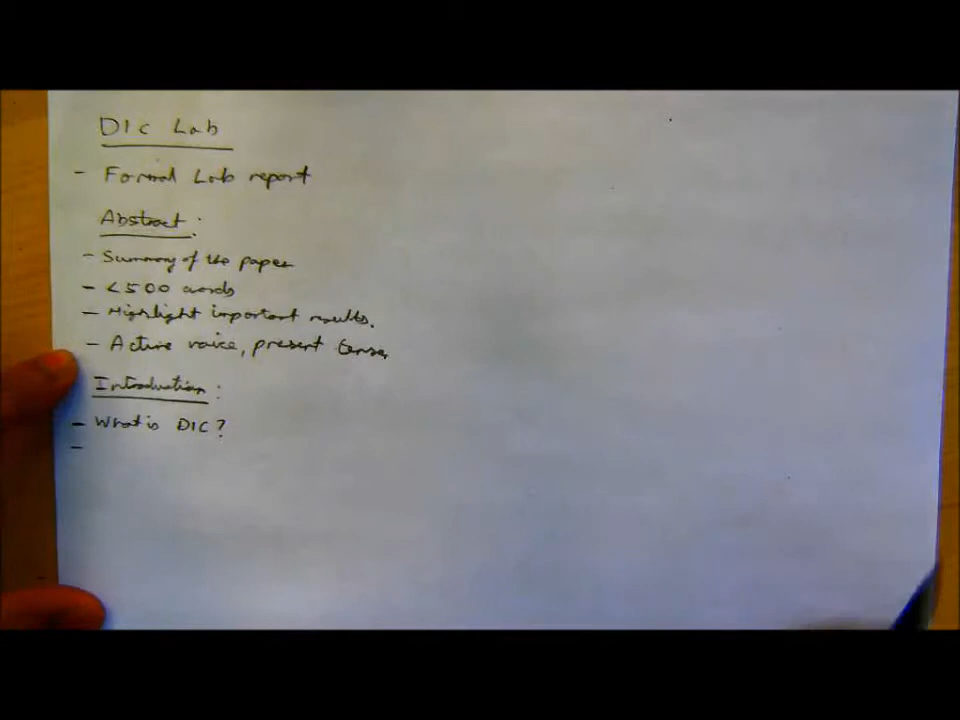 DIC Lab
- Formal Lab report
Abstract:
- Summary of the paper
- <500 words
- Highlight important results.
- Active voice, present tense,
Introduction:
- What is DIC?
-